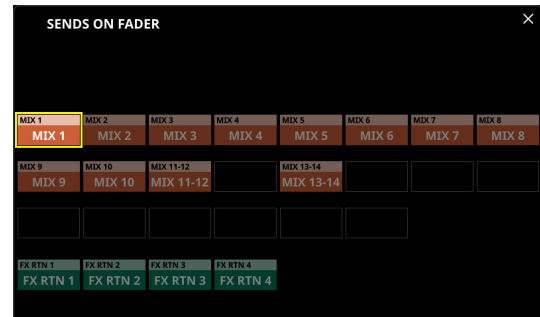 SENDS ON FADER
MIX 1 MIX 2 MIX 3 MIX 4 MIX 5 MIX 6 MIX 7 MIX 8
MIX 1 MIX 2 MIX 3 MIX 4 MIX 5 MIX 6 MIX 7 MIX 8
MIX 9 MIX 10 MIX 11-12 MIX 13-14
MIX 9 MIX 10 MIX 11-12 MIX 13-14
FX RTN 1 FX RTN 2 FX RTN 3 FX RTN 4
FX RTN 1 FX RTN 2 FX RTN 3 FX RTN 4